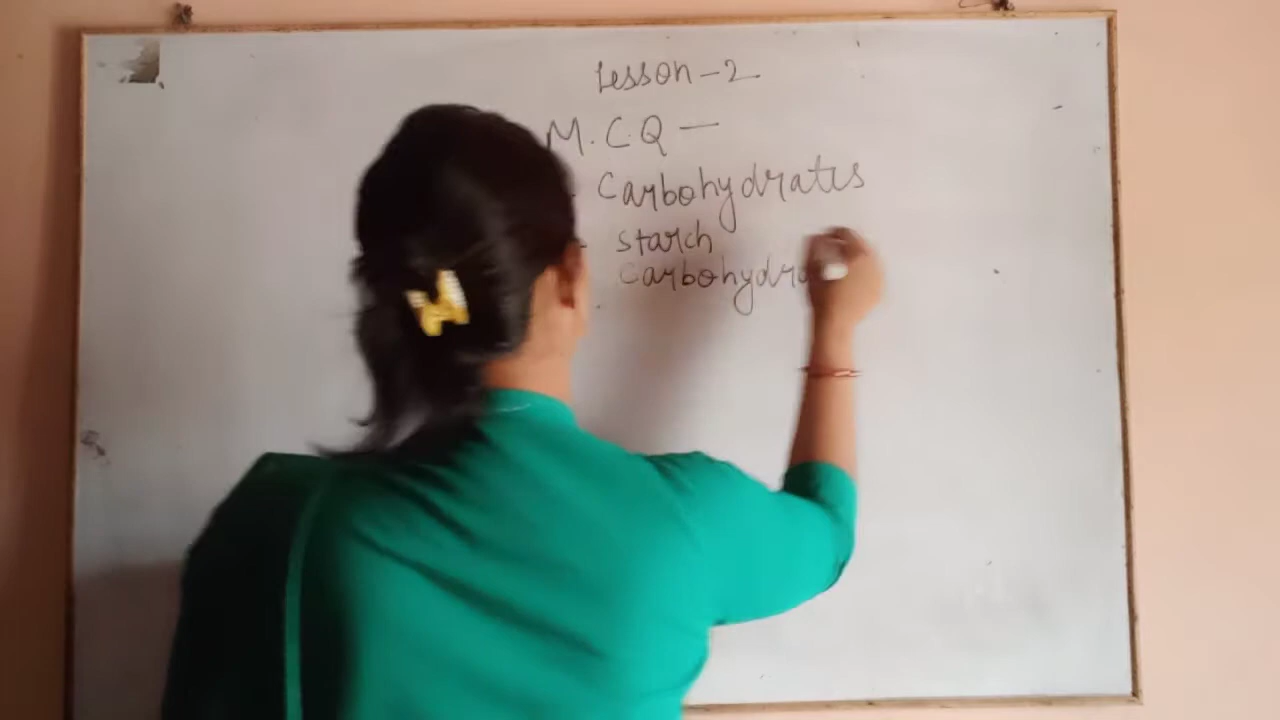 Lesson - 2
M.C.Q —
Carbohydrates
starch